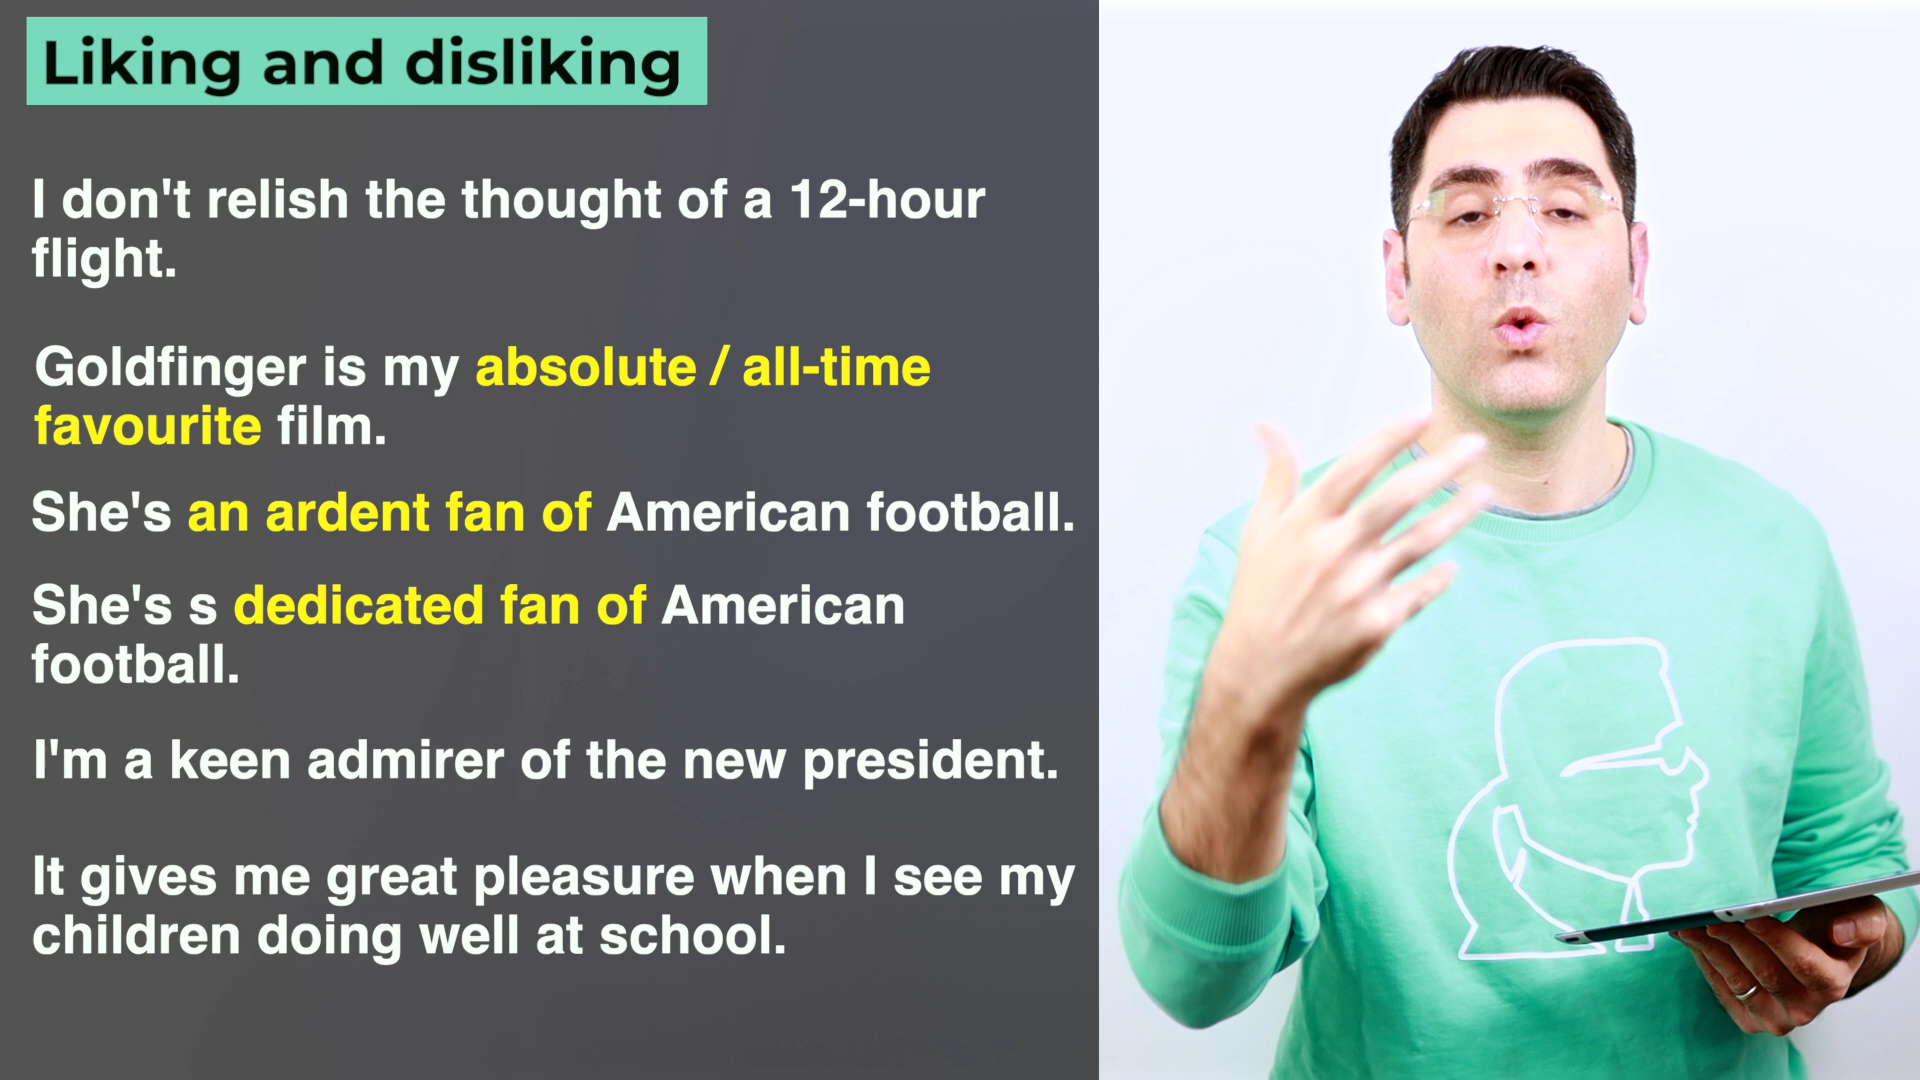 Liking and disliking
I don't relish the thought of a 12-hour
flight.
Goldfinger is my absolute / all-time
favourite film.
She's an ardent fan of American football.
She's s dedicated fan of American
football.
I'm a keen admirer of the new president.
It gives me great pleasure when I see my
children doing well at school.